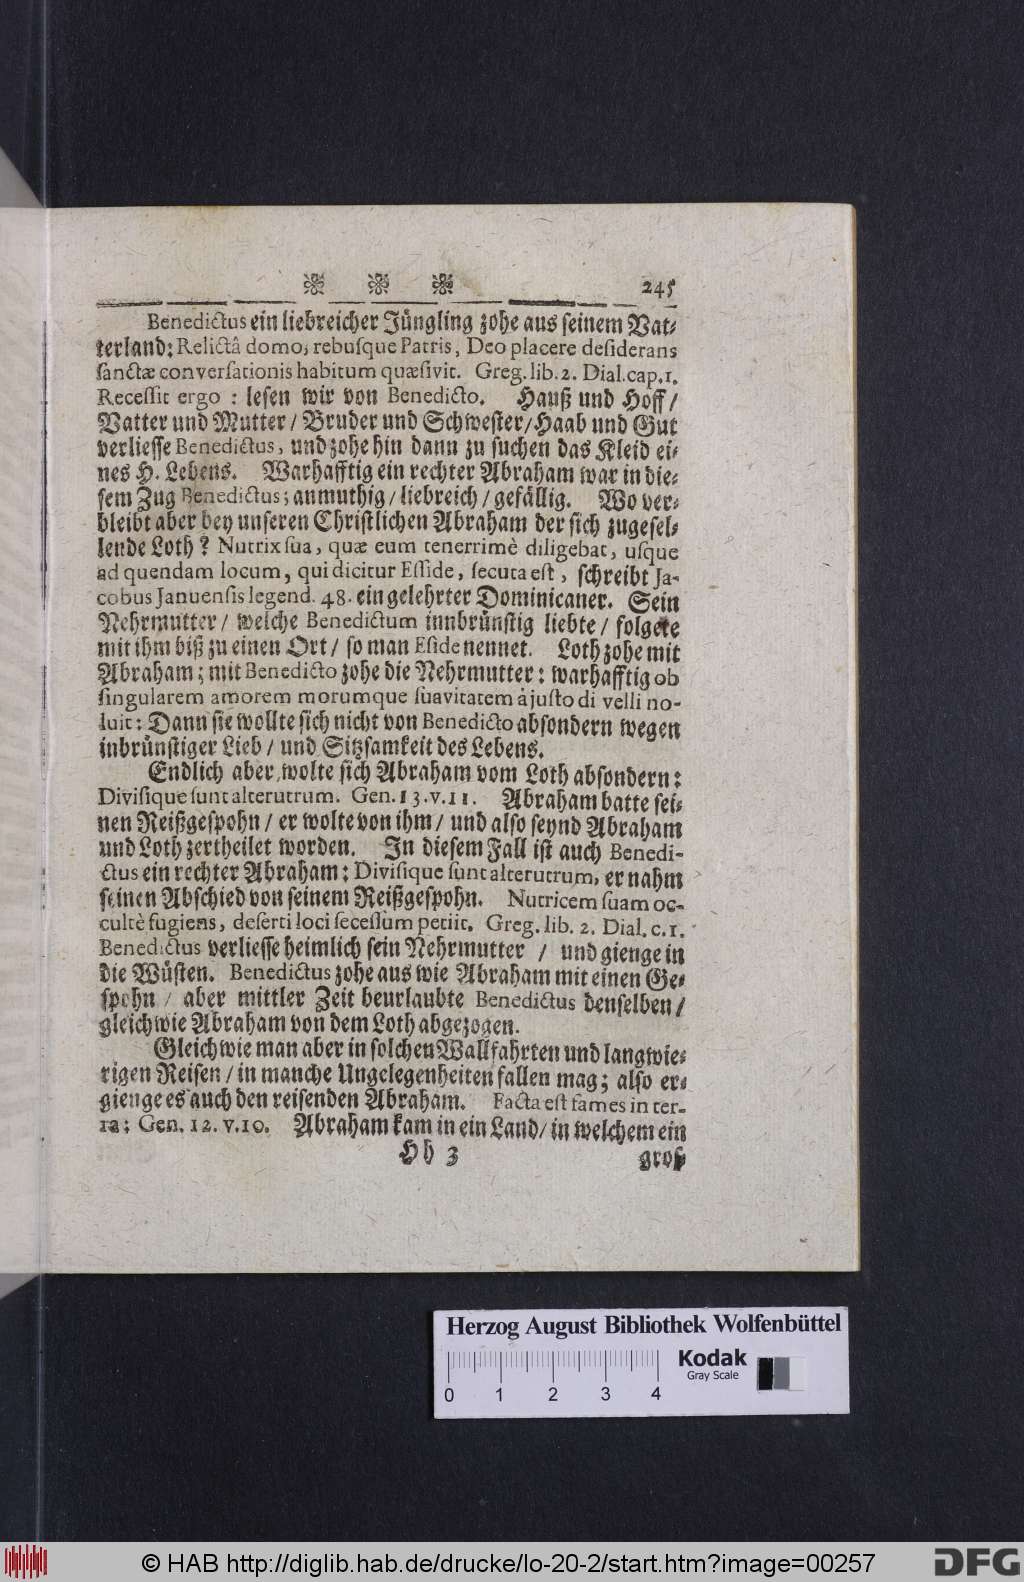 245
Benedictus ein liebreicher Jüngling zohe aus seinem Vat-
terland: Relictâ domo, rebusque Patris, Deo placere desiderans
sanctæ conversationis habitum quæsivit. Greg. lib. 2. Dial. cap. 1.
Recessit ergo : lesen wir von Benedicto. Hauß und Hoff /
Vatter und Mutter / Bruder und Schwester / Haab und Gut
verliesse Benedictus, und zohe hin dann zu suchen das Kleid ei-
nes H. Lebens. Warhafftig ein rechter Abraham war in die-
sem Zug Benedictus; anmuthig / liebreich / gefällig. Wo ver-
bleibt aber bey unseren Christlichen Abraham der sich zugesel-
lende Loth? Nutrix sua, quæ eum tenerrimè diligebat, usque
ad quendam locum, qui dicitur Efside, secuta est, schreibt Ja-
cobus Januensis legend. 48. ein gelehrter Dominicaner. Sein
Nehrmutter / welche Benedictum innbrünstig liebte / folgete
mit ihm biß zu einen Ort / so man Efide nennet. Loth zohe mit
Abraham; mit Benedicto zohe die Nehrmutter: warhafftig ob
singularem amorem morumque suavitatem à justo di velli no-
luit: Dann sie wollte sich nicht von Benedicto absondern wegen
inbrünstiger Lieb / und Sitzsamkeit des Lebens.
Endlich aber wolte sich Abraham vom Loth absondern:
Divisique sunt alterutrum. Gen. 13. v. 11. Abraham batte sei-
nen Reißgespohn / er wolte von ihm / und also seynd Abraham
und Loth zertheilet worden. In diesem Fall ist auch Benedi-
ctus ein rechter Abraham: Divisique sunt alterutrum, er nahm
seinen Abschied von seinem Reißgespohn. Nutricem suam oc-
cultè fugiens, deserti loci secessum petiit. Greg. lib. 2. Dial. c. 1.
Benedictus verliesse heimlich sein Nehrmutter / und gienge in
die Wüsten. Benedictus zohe aus wie Abraham mit einen Ge-
spohn / aber mittler Zeit beurlaubte Benedictus denselben /
gleich wie Abraham von dem Loth abgezogen.
Gleich wie man aber in solchen Wallfahrten und langwie-
rigen Reisen / in manche Ungelegenheiten fallen mag; also er-
gienge es auch den reisenden Abraham. Facta est fames in ter-
ra; Gen. 12. v. 10. Abraham kam in ein Land / in welchem ein
Hh 3
gros-
Herzog August Bibliothek Wolfenbüttel
Kodak
Gray Scale
0 1 2 3 4
© HAB http://diglib.hab.de/drucke/lo-20-2/start.htm?image=00257
DFG